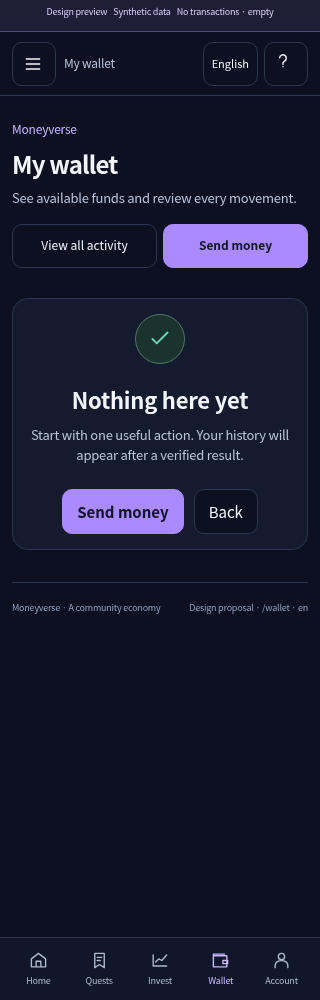 Design preview  Synthetic data  No transactions · empty
My wallet
English
?
Moneyverse
My wallet
See available funds and review every movement.
View all activity
Send money
Nothing here yet
Start with one useful action. Your history will
appear after a verified result.
Send money
Back
Moneyverse · A community economy
Design proposal · /wallet · en
Home
Quests
Invest
Wallet
Account